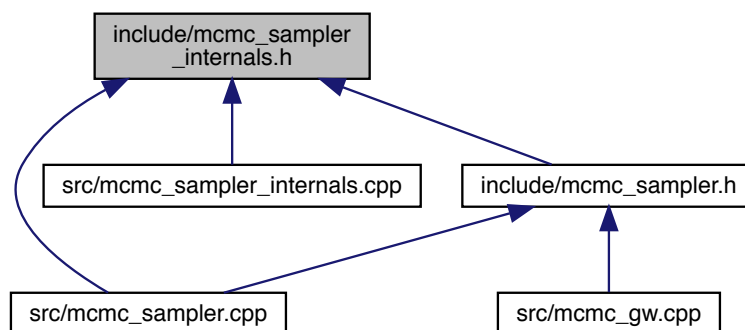 include/mcmc_sampler
_internals.h
src/mcmc_sampler_internals.cpp
include/mcmc_sampler.h
src/mcmc_sampler.cpp
src/mcmc_gw.cpp